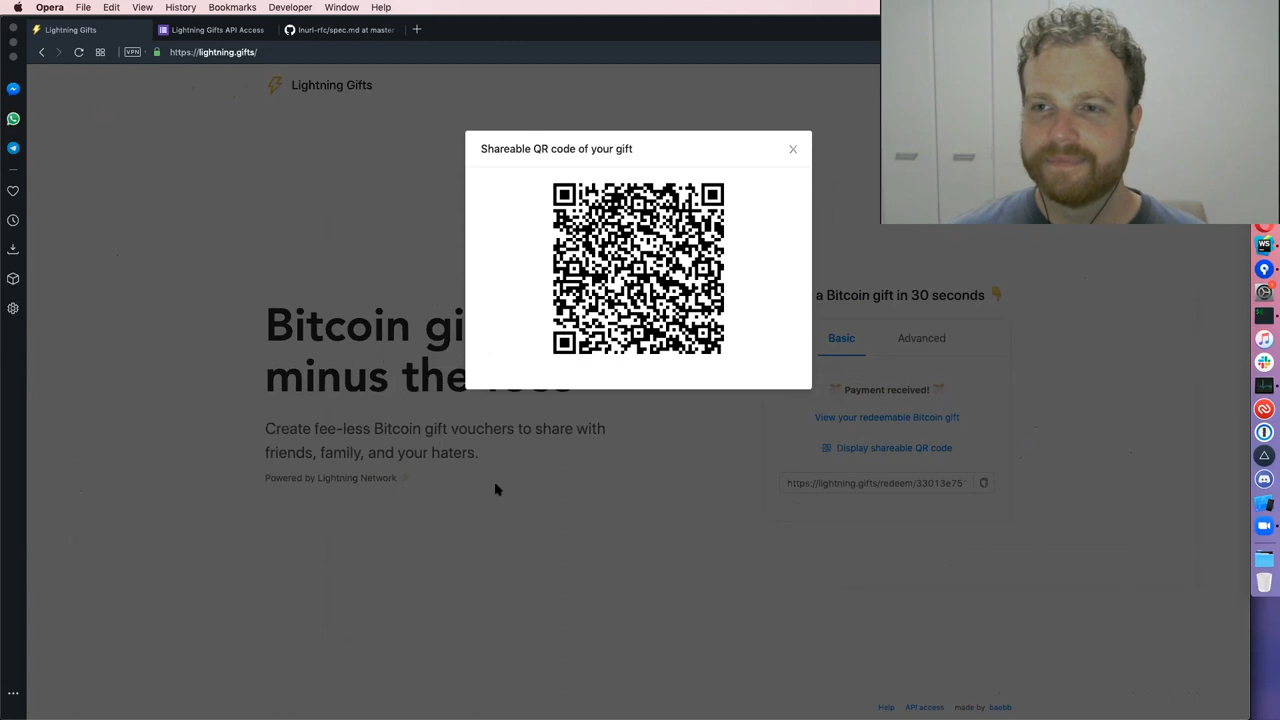 Opera File Edit View History Bookmarks Developer Window Help
Lightning Gifts
Lightning Gifts API Access
lnurl-rfc/spec.md at master
VPN
https://lightning.gifts/
Lightning Gifts
Shareable QR code of your gift
Bitcoin gi
minus the
Create fee-less Bitcoin gift vouchers to share with
friends, family, and your haters.
Powered by Lightning Network
a Bitcoin gift in 30 seconds
Basic
Advanced
Payment received!
View your redeemable Bitcoin gift
Display shareable QR code
https://lightning.gifts/redeem/33013e75
WS
Help
API access
made by baebb